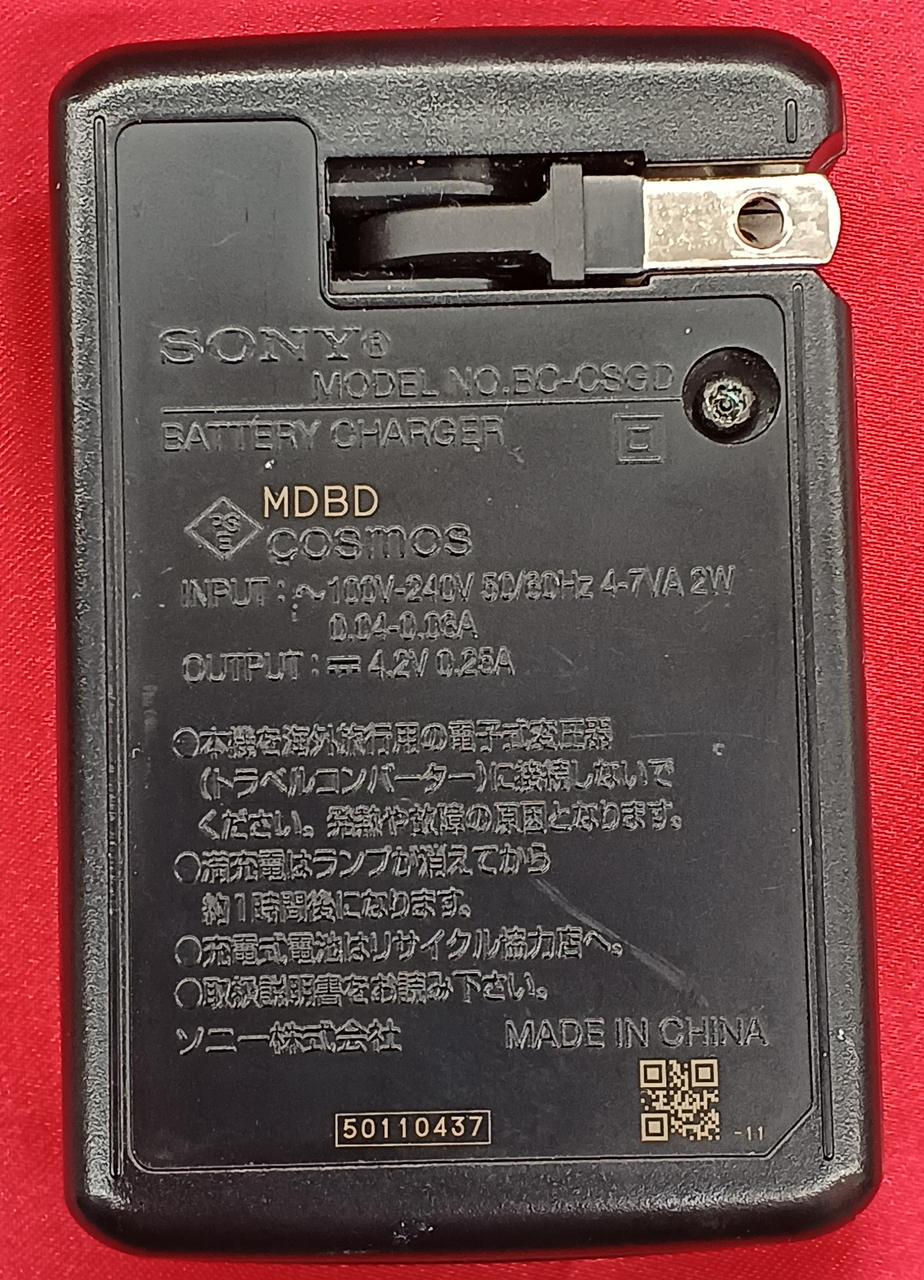 SONY®
MODEL NO.BC-CSGD
BATTERY CHARGER
PS
E
MDBD
cosmos
INPUT : ~100V-240V 50/60Hz 4-7VA 2W
0.04-0.06A
OUTPUT : ⎓ 4.2V 0.25A
○本機を海外旅行用の電子式変圧器
(トラベルコンバーター)に接続しないで
ください。発熱や故障の原因となります。
○満充電はランプが消えてから
約1時間後になります。
○充電式電池はリサイクル協力店へ。
○取扱説明書をお読み下さい。
ソニー株式会社 MADE IN CHINA
50110437
-11